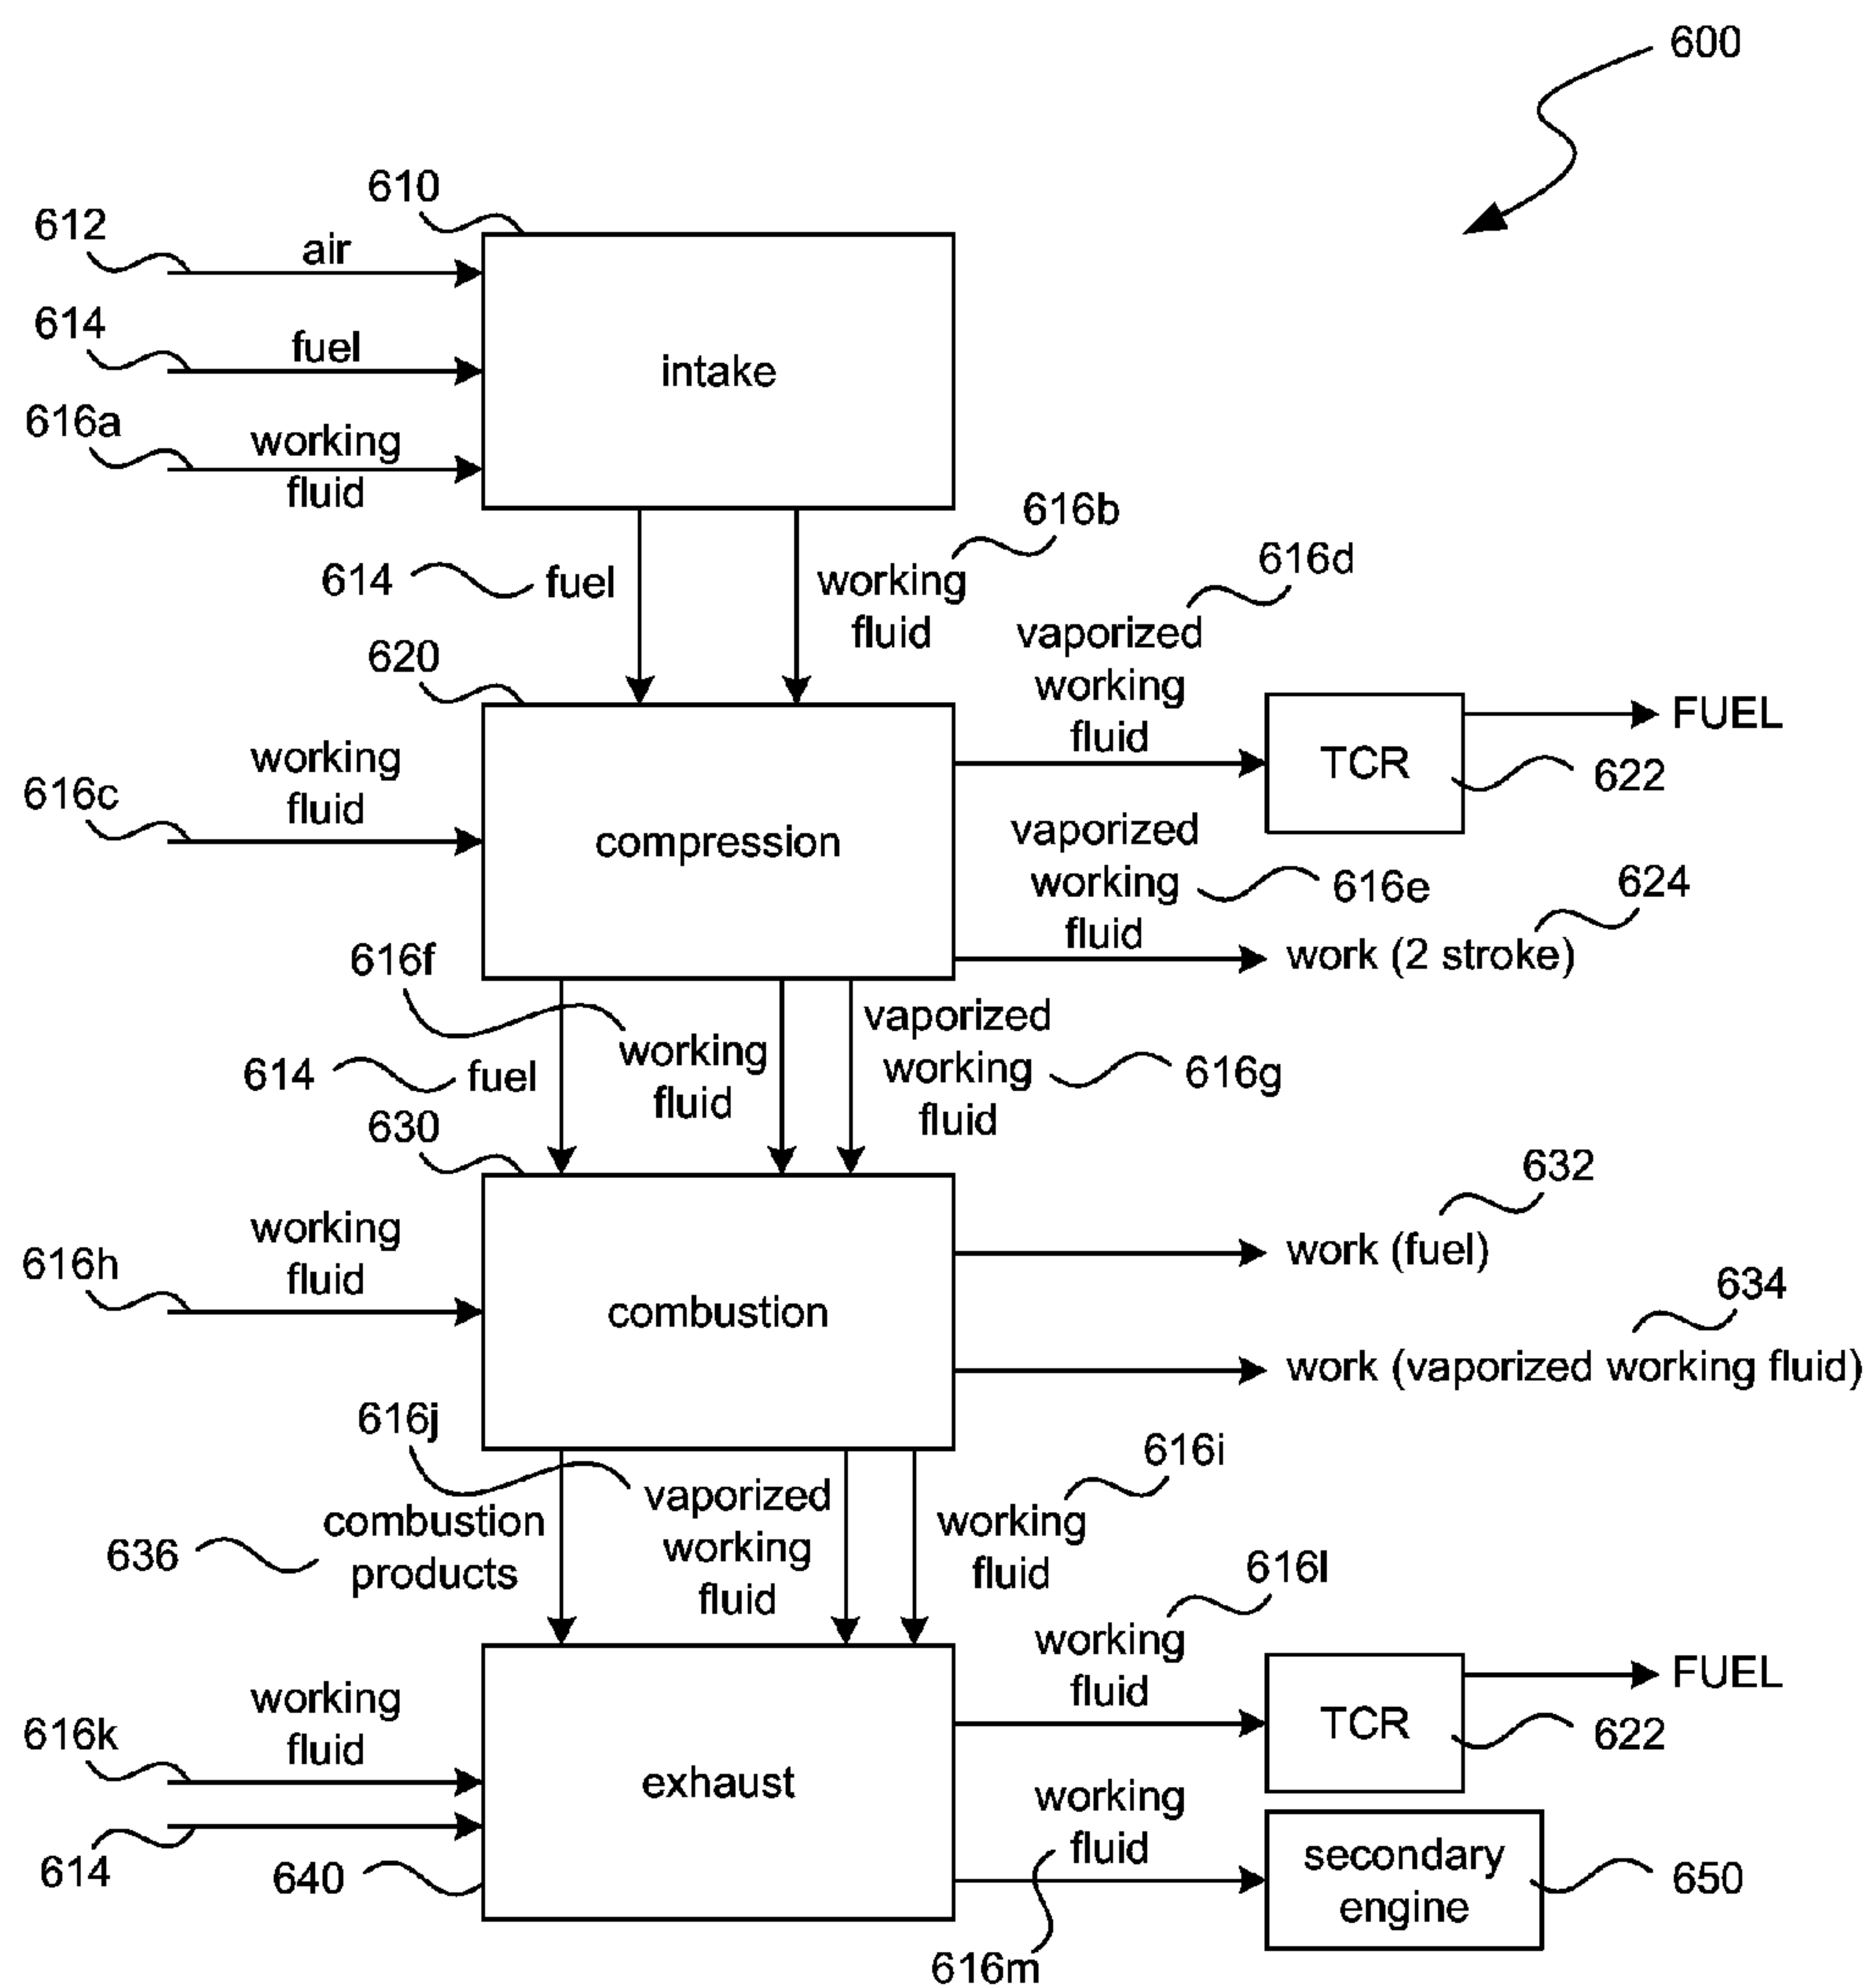 600
610
612
air
614
fuel
616a
working
fluid
intake
616b
614
fuel
working
fluid
616d
vaporized
working
fluid
620
TCR
FUEL
622
working
fluid
616c
compression
vaporized
working
fluid
616e
624
work (2 stroke)
616f
working
fluid
vaporized
working
fluid
616g
614
fuel
630
632
work (fuel)
working
fluid
616h
combustion
634
work (vaporized working fluid)
616j
vaporized
working
fluid
616i
working
fluid
636
combustion
products
616l
working
fluid
TCR
FUEL
622
working
fluid
616k
exhaust
614
640
working
fluid
616m
secondary
engine
650